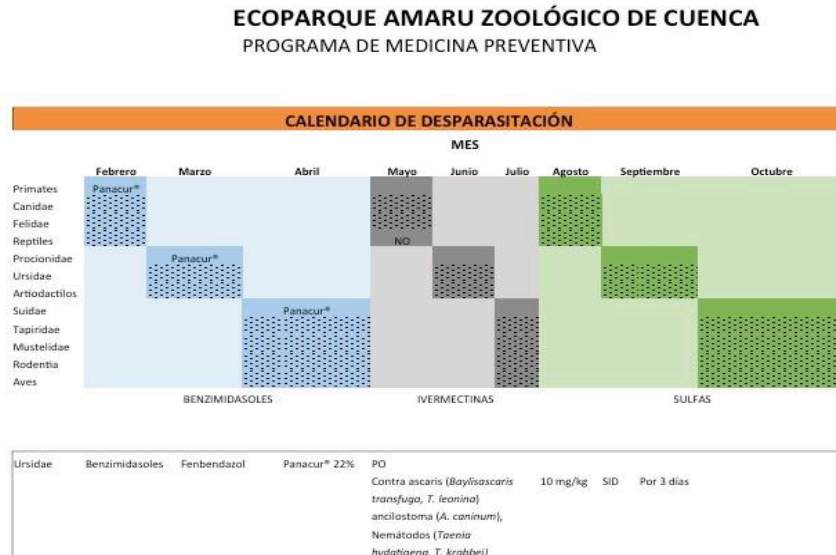 ECOPARQUE AMARU ZOOLÓGICO DE CUENCA
PROGRAMA DE MEDICINA PREVENTIVA
CALENDARIO DE DESPARASITACIÓN
MES
Febrero Marzo Abril Mayo Junio Julio Agosto Septiembre Octubre
Primates Panacur®
Canidae
Felidae
Reptiles NO
Procionidae Panacur®
Ursidae
Artiodactilos
Suidae Panacur®
Tapiridae
Mustelidae
Rodentia
Aves
BENZIMIDASOLES IVERMECTINAS SULFAS
Ursidae Benzimidasoles Fenbendazol Panacur® 22% PO
Contra ascaris (Baylisascaris 10 mg/kg SID Por 3 días
transfuga, T. leonina)
ancilostoma (A. caninum),
Nemátodos (Taenia
hydatigena, T. krabbei)